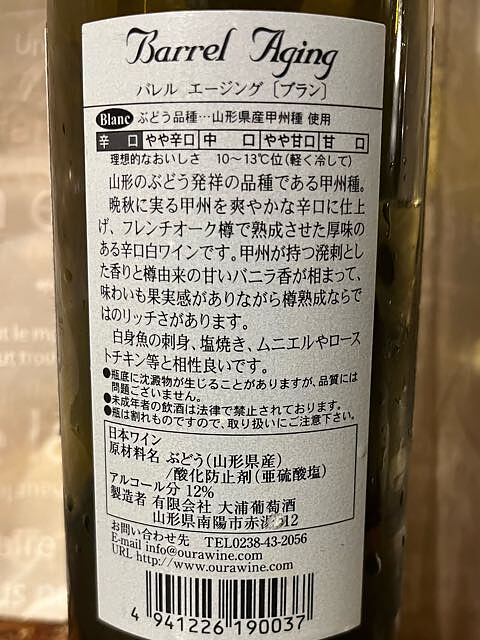 Barrel Aging
バレル エージング〔ブラン〕
Blanc ぶどう品種…山形県産甲州種 使用
辛 口 やや辛口 中 口 やや甘口 甘 口
理想的なおいしさ 10～13℃位(軽く冷して)
山形のぶどう発祥の品種である甲州種。
晩秋に実る甲州を爽やかな辛口に仕上
げ、フレンチオーク樽で熟成させた厚味の
ある辛口白ワインです。甲州が持つ溌剌とし
た香りと樽由来の甘いバニラ香が相まって、
味わいも果実感がありながら樽熟成ならで
はのリッチさがあります。
白身魚の刺身、塩焼き、ムニエルやロース
トチキン等と相性良いです。
●瓶底に沈澱物が生じることがありますが、品質には
問題ございません。
●未成年者の飲酒は法律で禁止されております。
●瓶は割れものですので、取り扱いにご注意下さい。
日本ワイン
原材料名 ぶどう(山形県産)
/酸化防止剤(亜硫酸塩)
アルコール分 12%
製造者 有限会社 大浦葡萄酒
山形県南陽市赤湯312
お問い合わせ先 TEL0238-43-2056
E-mail info@ourawine.com
URL http://www.ourawine.com
4 941226 190037